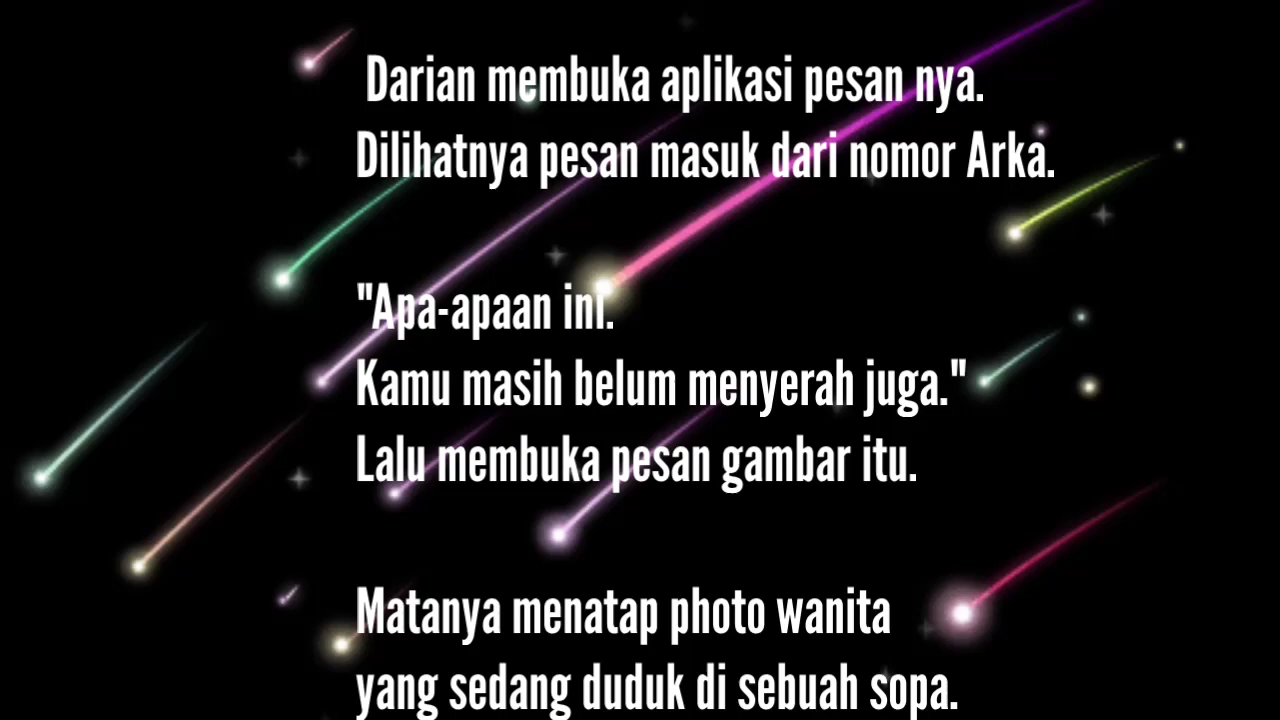 Darian membuka aplikasi pesan nya.
Dilihatnya pesan masuk dari nomor Arka.
"Apa-apaan ini.
Kamu masih belum menyerah juga."
Lalu membuka pesan gambar itu.
Matanya menatap photo wanita
yang sedang duduk di sebuah sopa.